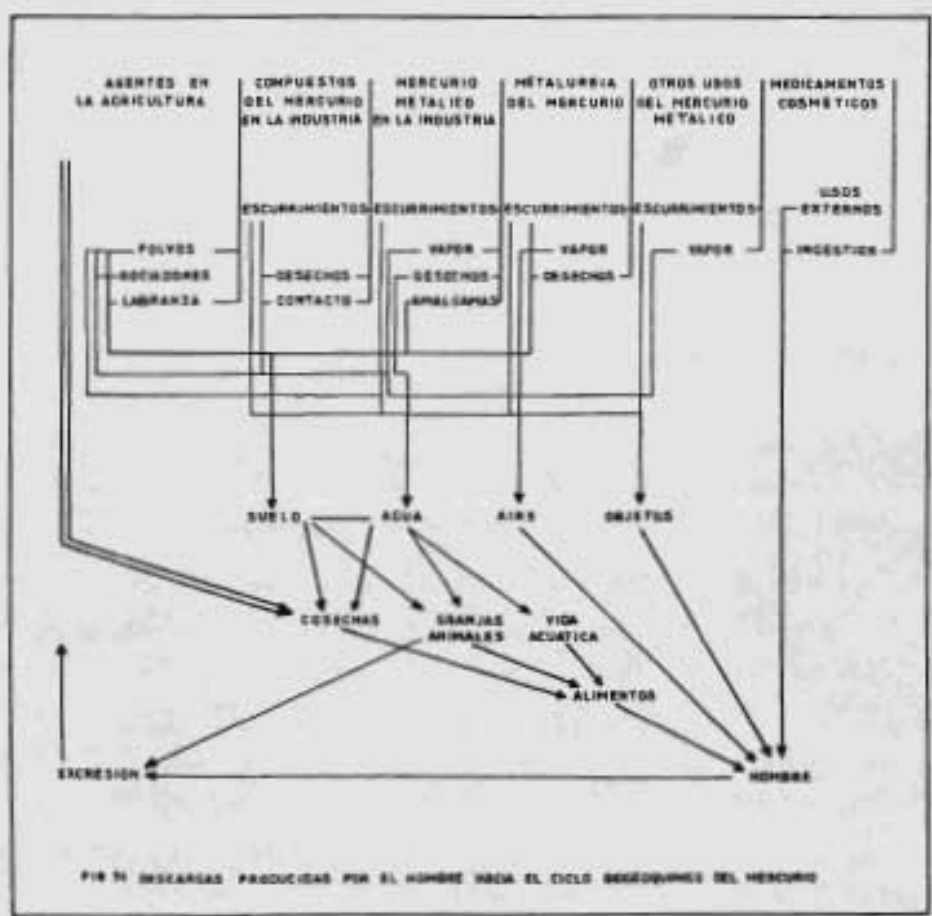 AGENTES EN
LA AGRICULTURA
COMPUESTOS
DEL MERCURIO
EN LA INDUSTRIA
MERCURIO
METALICO
EN LA INDUSTRIA
METALURGIA
DEL MERCURIO
OTROS USOS
DEL MERCURIO
METALICO
MEDICAMENTOS
COSMETICOS
ESCURRIMIENTOS
ESCURRIMIENTOS
ESCURRIMIENTOS
ESCURRIMIENTOS
USOS
EXTERNOS
POLVOS
VAPOR
VAPOR
VAPOR
INGESTION
ROCIADORES
DESECHOS
DESECHOS
DESECHOS
LABRANZA
CONTACTO
AMALGAMAS
SUELO
AGUA
AIRE
OBJETOS
COSECHAS
GRANJAS
ANIMALES
VIDA
ACUATICA
ALIMENTOS
EXCRESION
HOMBRE
DESCARGAS PRODUCIDAS POR EL HOMBRE HACIA EL CICLO BIOGEOQUIMICO DEL MERCURIO